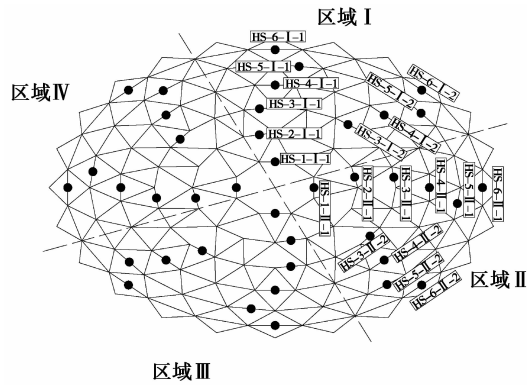 区域Ⅰ
HS-6-Ⅰ-1
HS-5-Ⅰ-1
HS-4-Ⅰ-1
HS-3-Ⅰ-1
HS-2-Ⅰ-1
HS-1-Ⅰ-1
HS-6-Ⅰ-2
HS-5-Ⅰ-2
HS-4-Ⅰ-2
HS-3-Ⅰ-2
区域Ⅳ
HS-1-Ⅱ-1
HS-2-Ⅱ-1
HS-3-Ⅱ-1
HS-4-Ⅱ-1
HS-5-Ⅱ-1
HS-6-Ⅱ-1
HS-3-Ⅱ-2
HS-4-Ⅱ-2
HS-5-Ⅱ-2
HS-6-Ⅱ-2
区域Ⅱ
区域Ⅲ